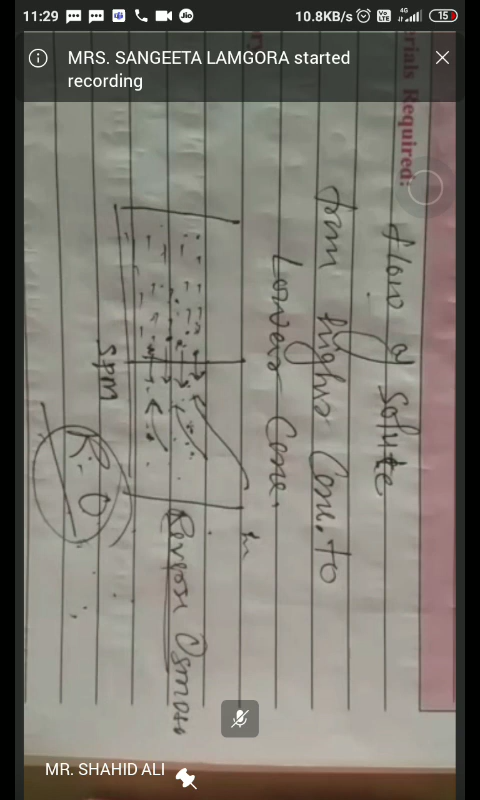 11:29
10.8KB/s
4G
15
MRS. SANGEETA LAMGORA started
recording
rials Required:
flow of solute
from higher Conc. to
Lower Conc.
Reverse Osmosis
SPM
R.O
MR. SHAHID ALI